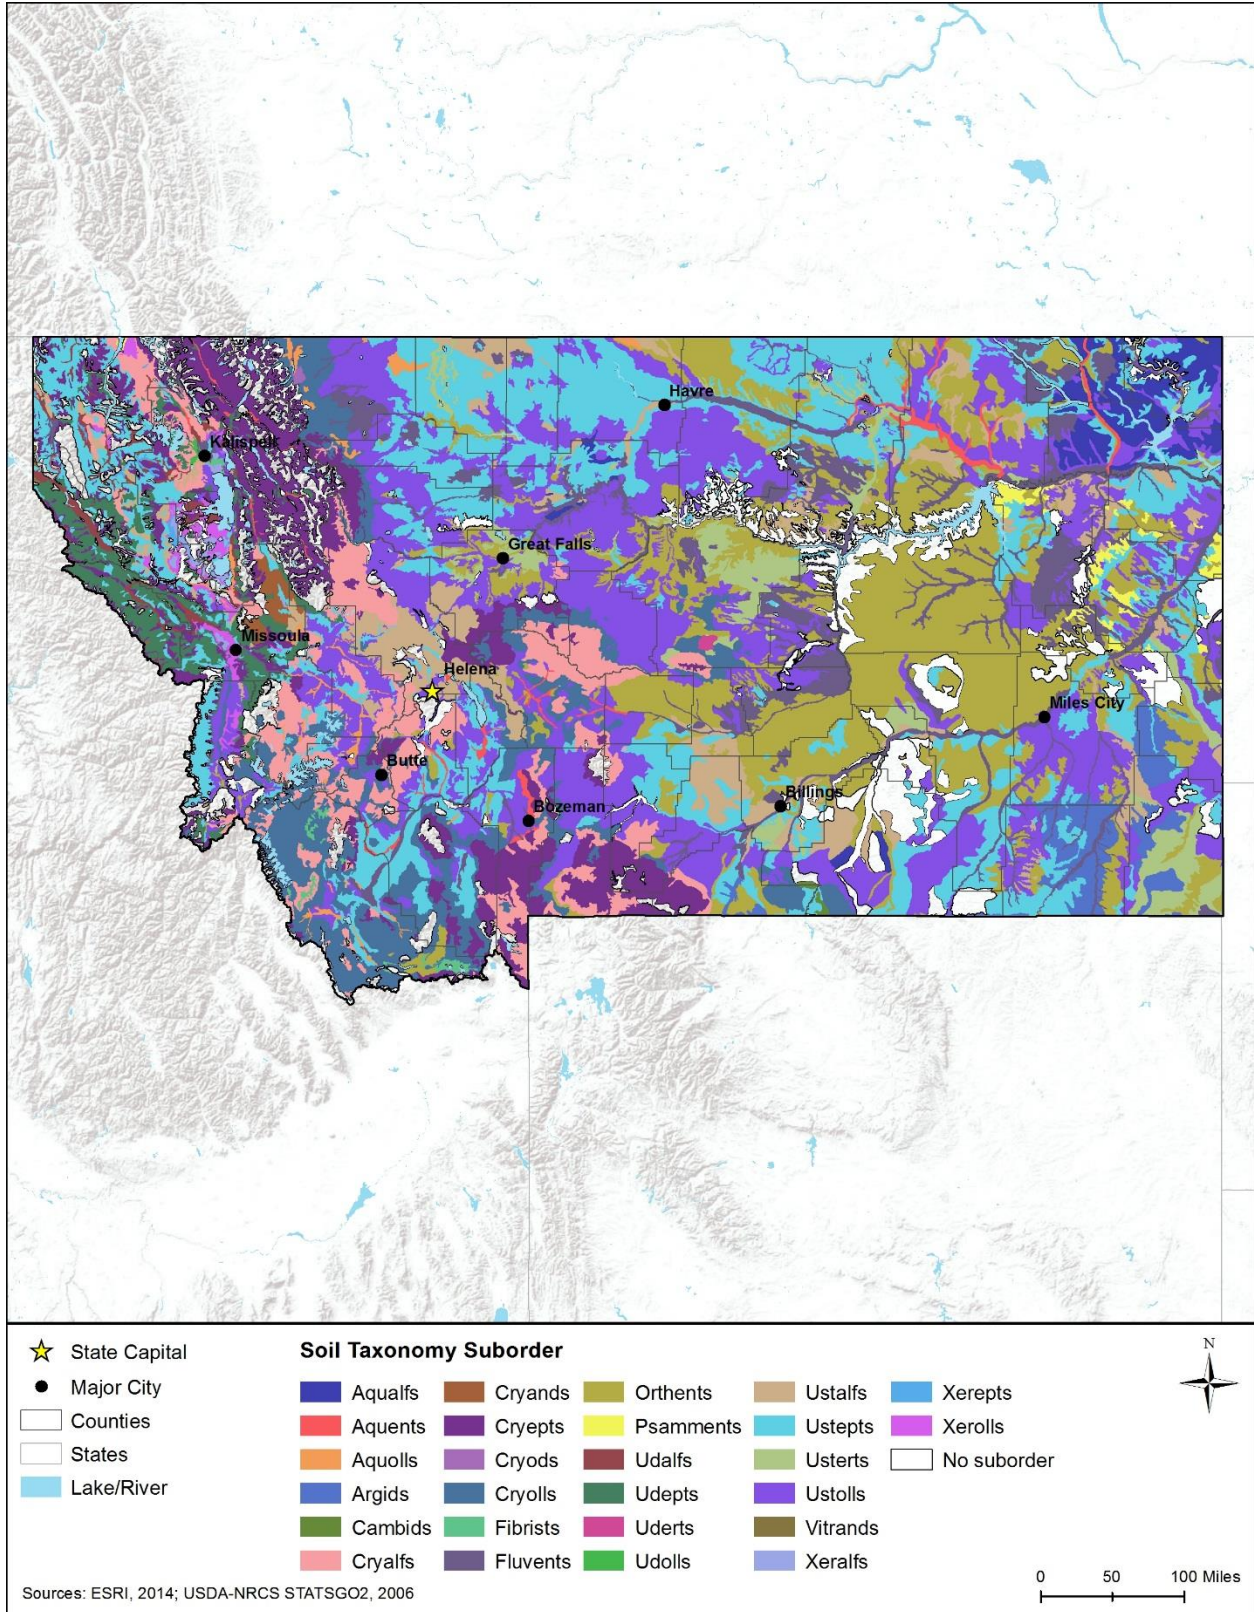 Havre
Kalispell
Great Falls
Missoula
Helena
Miles City
Butte
Billings
Bozeman
State Capital
Major City
Counties
States
Lake/River
Soil Taxonomy Suborder
Aqualfs
Aquents
Aquolls
Argids
Cambids
Cryalfs
Cryands
Crypts
Cryods
Cryolls
Fibrists
Fluvents
Orthents
Psamments
Udalfs
Udepts
Uderts
Udolls
Ustalfs
Ustepts
Usterts
Ustolls
Vitrands
Xeralfs
Xerepts
Xerolls
No suborder
N
0 50 100 Miles
Sources: ESRI, 2014; USDA-NRCS STATSGO2, 2006